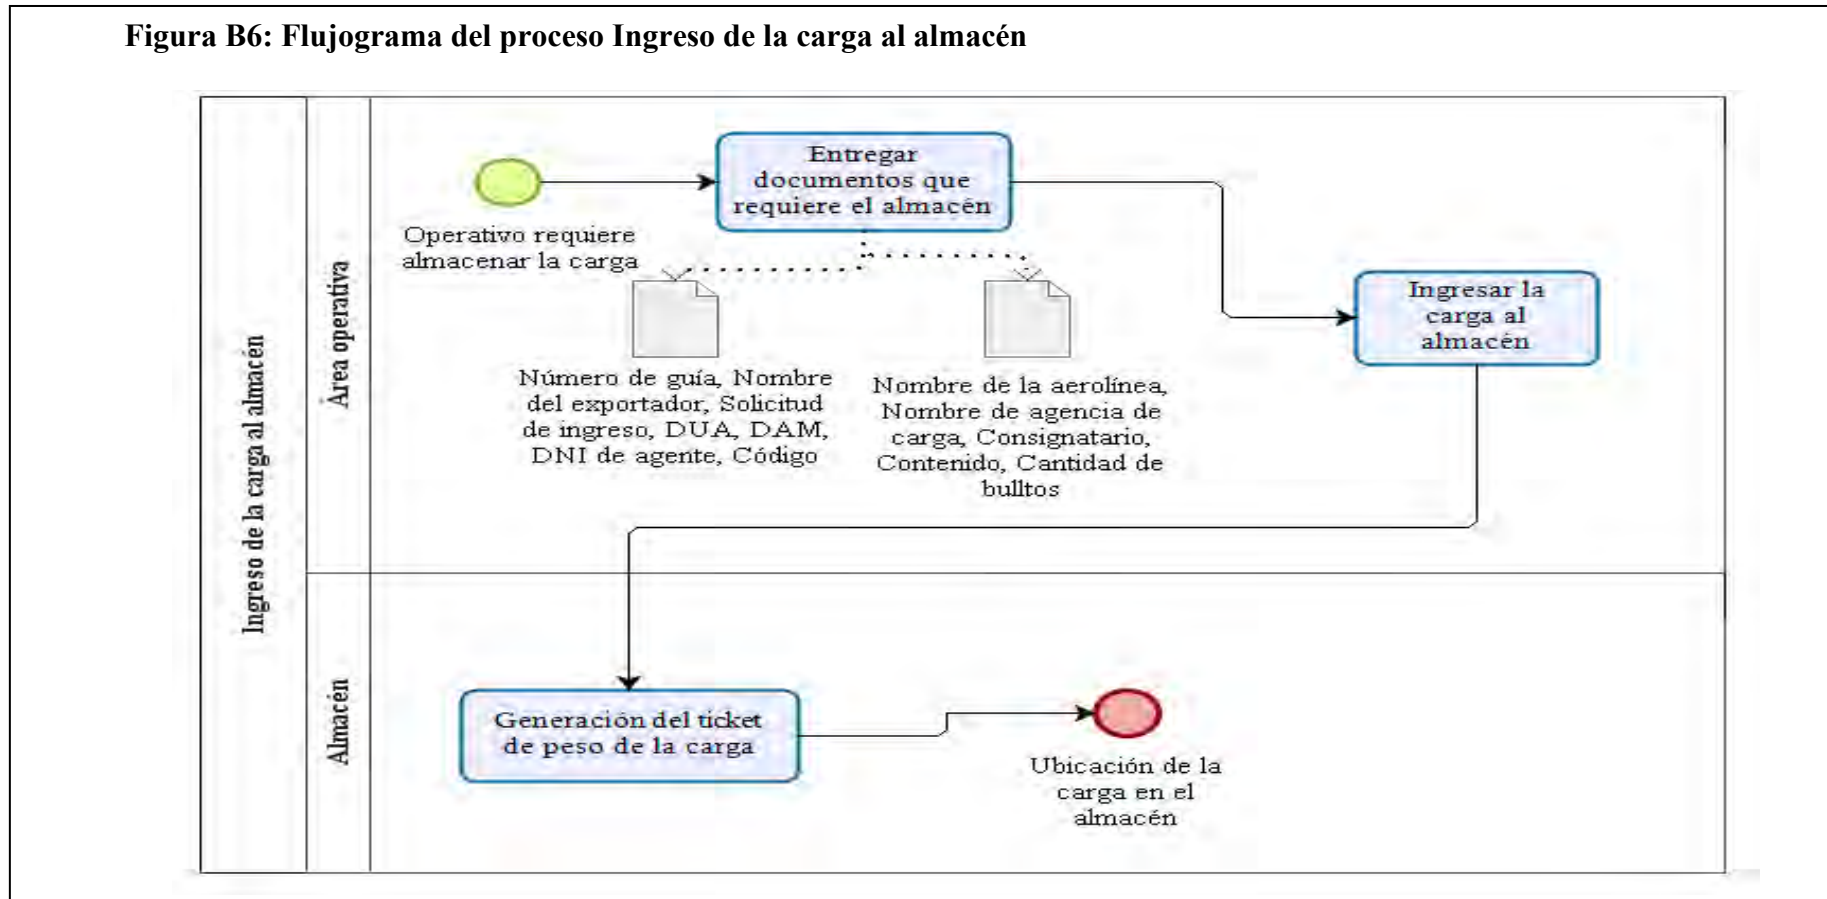 Figura B6: Flujograma del proceso Ingreso de la carga al almacén
Ingreso de la carga al almacén
Área operativa
Operativo requiere
almacenar la carga
Entregar
documentos que
requiere el almacén
Número de guía, Nombre
del exportador, Solicitud
de ingreso, DUA, DAM,
DNI de agente, Código
Nombre de la aerolínea,
Nombre de agencia de
carga, Consignatario,
Contenido, Cantidad de
bulltos
Ingresar la
carga al
almacén
Almacén
Generación del ticket
de peso de la carga
Ubicación de la
carga en el
almacén